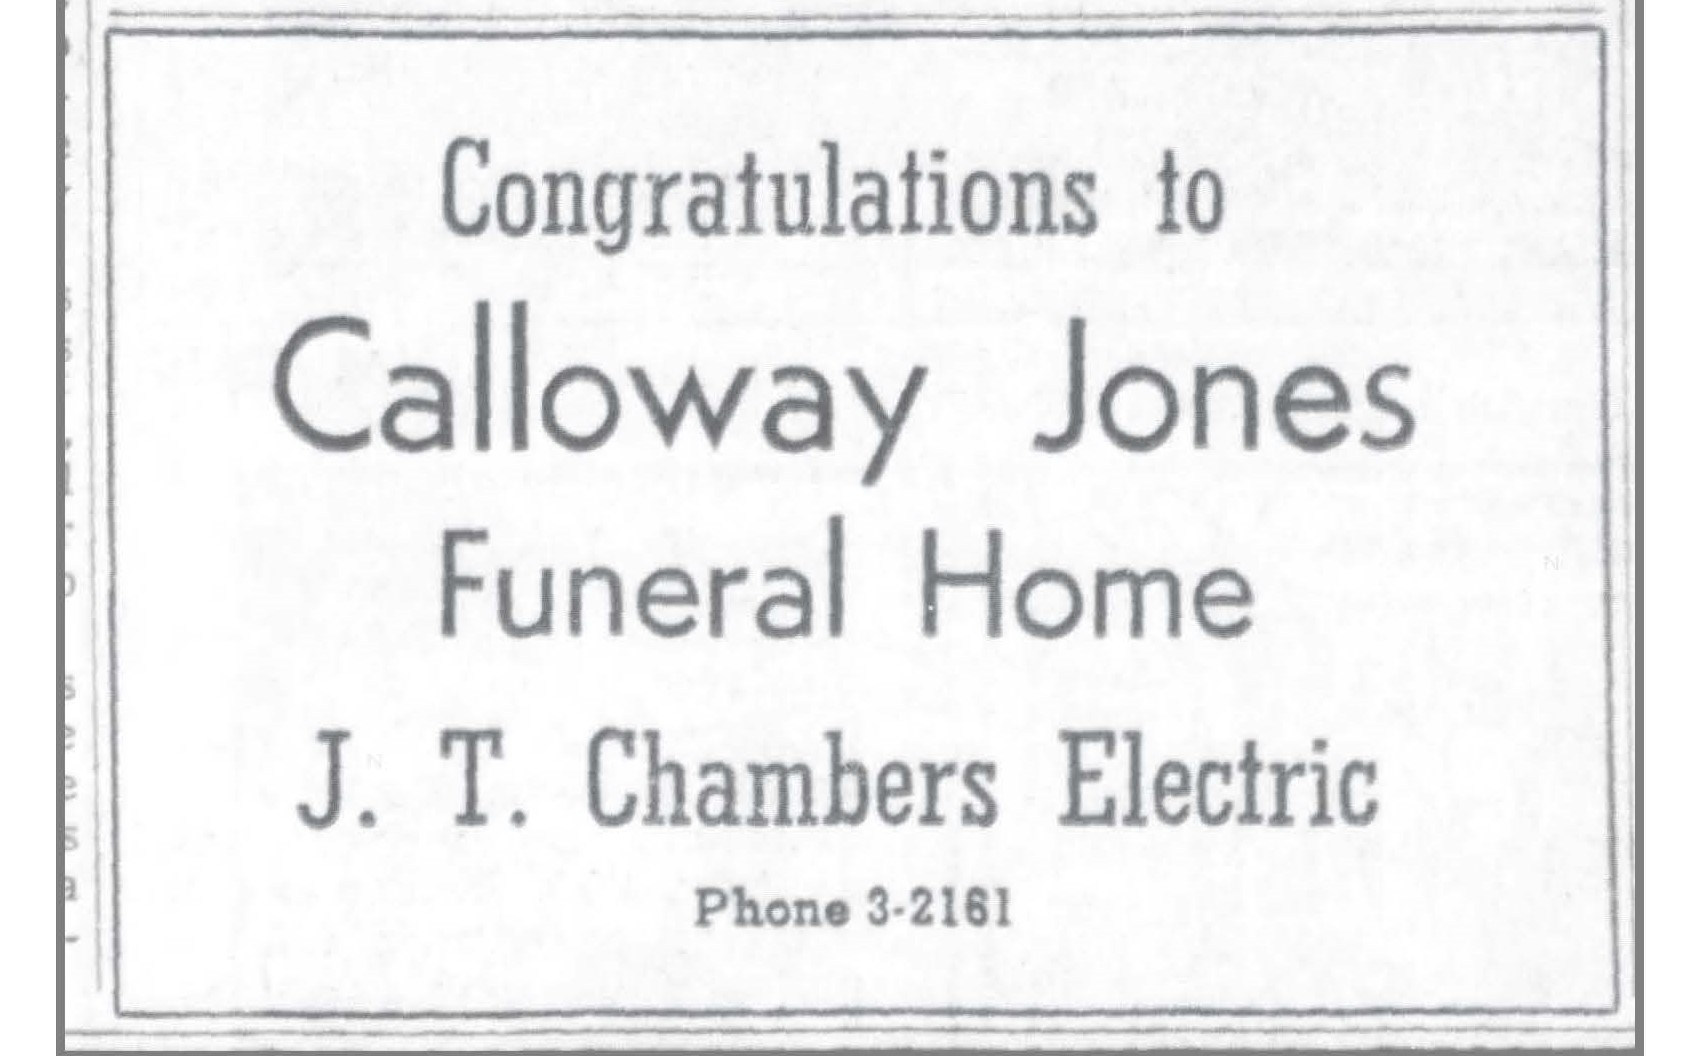 Congratulations to
Calloway Jones
Funeral Home
J. T. Chambers Electric
Phone 3-2161